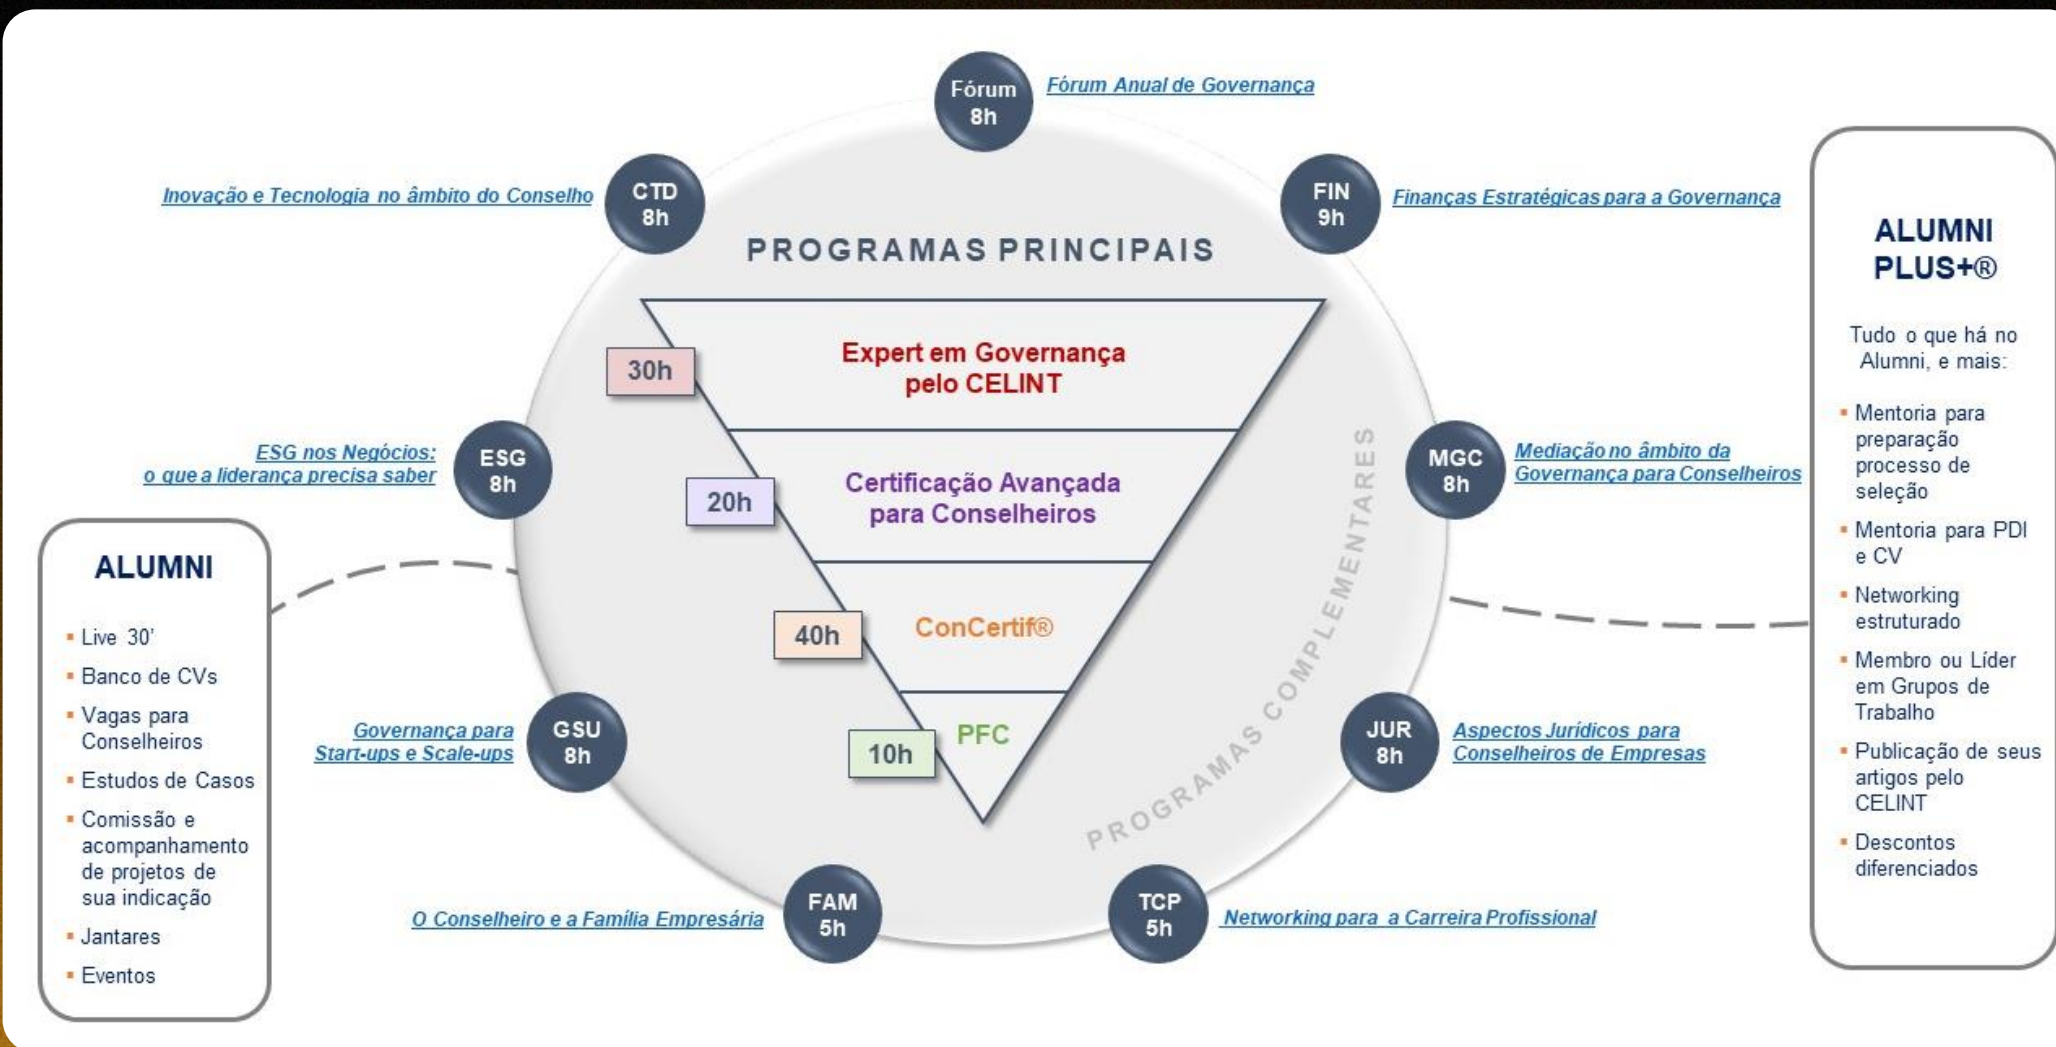 Fórum
8h
Fórum Anual de Governança
Inovação e Tecnologia no âmbito do Conselho
CTD
8h
FIN
9h
Finanças Estratégicas para a Governança
PROGRAMAS PRINCIPAIS
30h
Expert em Governança
pelo CELINT
20h
Certificação Avançada
para Conselheiros
40h
ConCertif®
10h
PFC
PROGRAMAS COMPLEMENTARES
ESG nos Negócios:
o que a liderança precisa saber
ESG
8h
MGC
8h
Mediação no âmbito da
Governança para Conselheiros
Governança para
Start-ups e Scale-ups
GSU
8h
JUR
8h
Aspectos Jurídicos para
Conselheiros de Empresas
O Conselheiro e a Família Empresária
FAM
5h
TCP
5h
Networking para a Carreira Profissional
ALUMNI
▪ Live 30’
▪ Banco de CVs
▪ Vagas para
Conselheiros
▪ Estudos de Casos
▪ Comissão e
acompanhamento
de projetos de
sua indicação
▪ Jantares
▪ Eventos
ALUMNI
PLUS+®
Tudo o que há no
Alumni, e mais:
▪ Mentoria para
preparação
processo de
seleção
▪ Mentoria para PDI
e CV
▪ Networking
estruturado
▪ Membro ou Líder
em Grupos de
Trabalho
▪ Publicação de seus
artigos pelo
CELINT
▪ Descontos
diferenciados